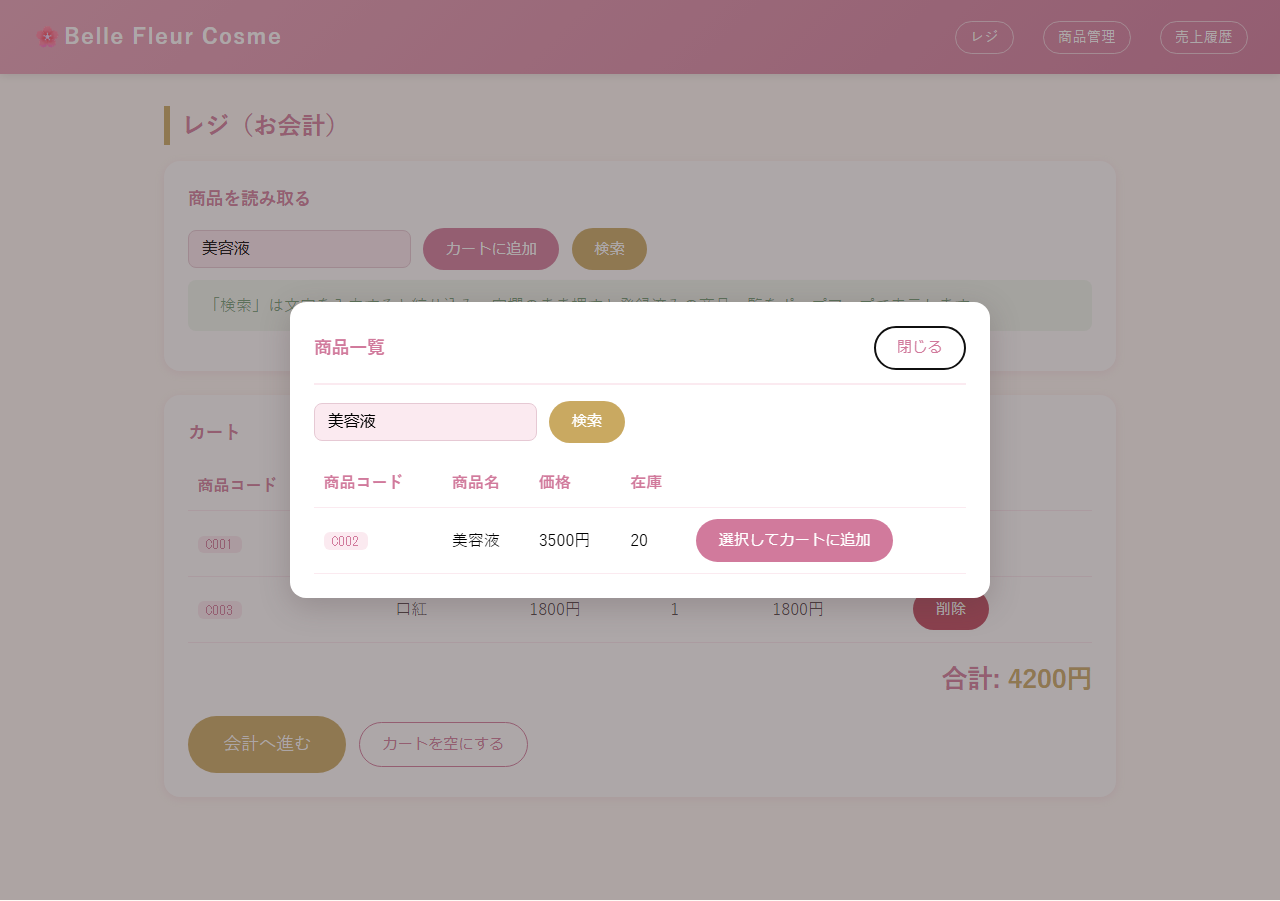 Belle Fleur Cosme
レジ 商品管理 売上履歴
レジ（お会計）
商品を読み取る
美容液 カートに追加 検索
商品一覧 閉じる
美容液 検索
商品コード 商品名 価格 在庫
C002 美容液 3500円 20 選択してカートに追加
カート
商品コード
C001
C003 口紅 1800円 1 1800円 削除
合計: 4200円
会計へ進む カートを空にする